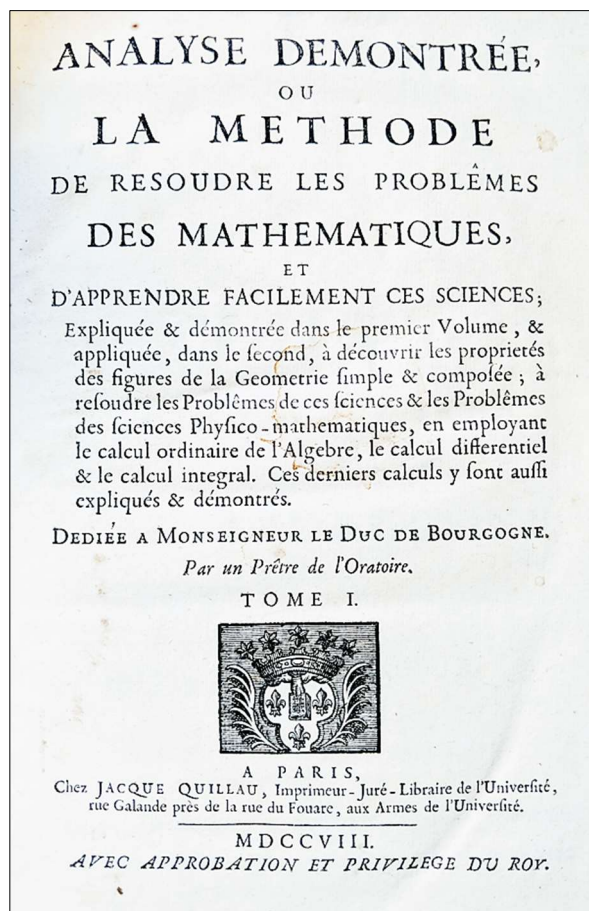 ANALYSE DEMONTRÉE,
OU
LA METHODE
DE RESOUDRE LES PROBLÊMES
DES MATHEMATIQUES,
ET
D'APPRENDRE FACILEMENT CES SCIENCES;
Expliquée & démontrée dans le premier Volume, &
appliquée, dans le ſecond, à découvrir les proprietés
des figures de la Geometrie ſimple & compoſée; à
reſoudre les Problêmes de ces ſciences & les Problêmes
des ſciences Phyſico-mathematiques, en employant
le calcul ordinaire de l'Algebre, le calcul differentiel
& le calcul integral. Ces derniers calculs y ſont auſſi
expliqués & démontrés.
DEDIÉE A MONSEIGNEUR LE DUC DE BOURGOGNE.
Par un Prêtre de l'Oratoire.
TOME I.
A PARIS,
Chez JACQUE QUILLAU, Imprimeur-Juré-Libraire de l'Univerſité,
rue Galande près de la rue du Fouare, aux Armes de l'Univerſité.
MDCCVIII.
AVEC APPROBATION ET PRIVILEGE DU ROY.